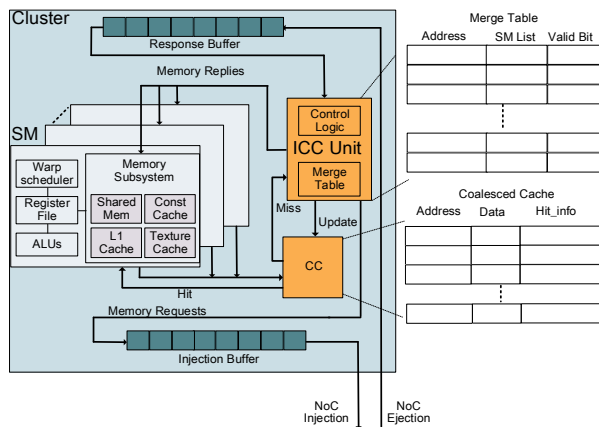 Cluster
Response Buffer
Memory Replies
SM
Warp
scheduler
Register
File
ALUs
Memory
Subsystem
Shared
Mem
Const
Cache
L1
Cache
Texture
Cache
Control
Logic
ICC Unit
Merge
Table
Miss
Update
CC
Hit
Memory Requests
Injection Buffer
NoC
Injection
NoC
Ejection
Merge Table
Address SM List Valid Bit
Coalesced Cache
Address Data Hit_info